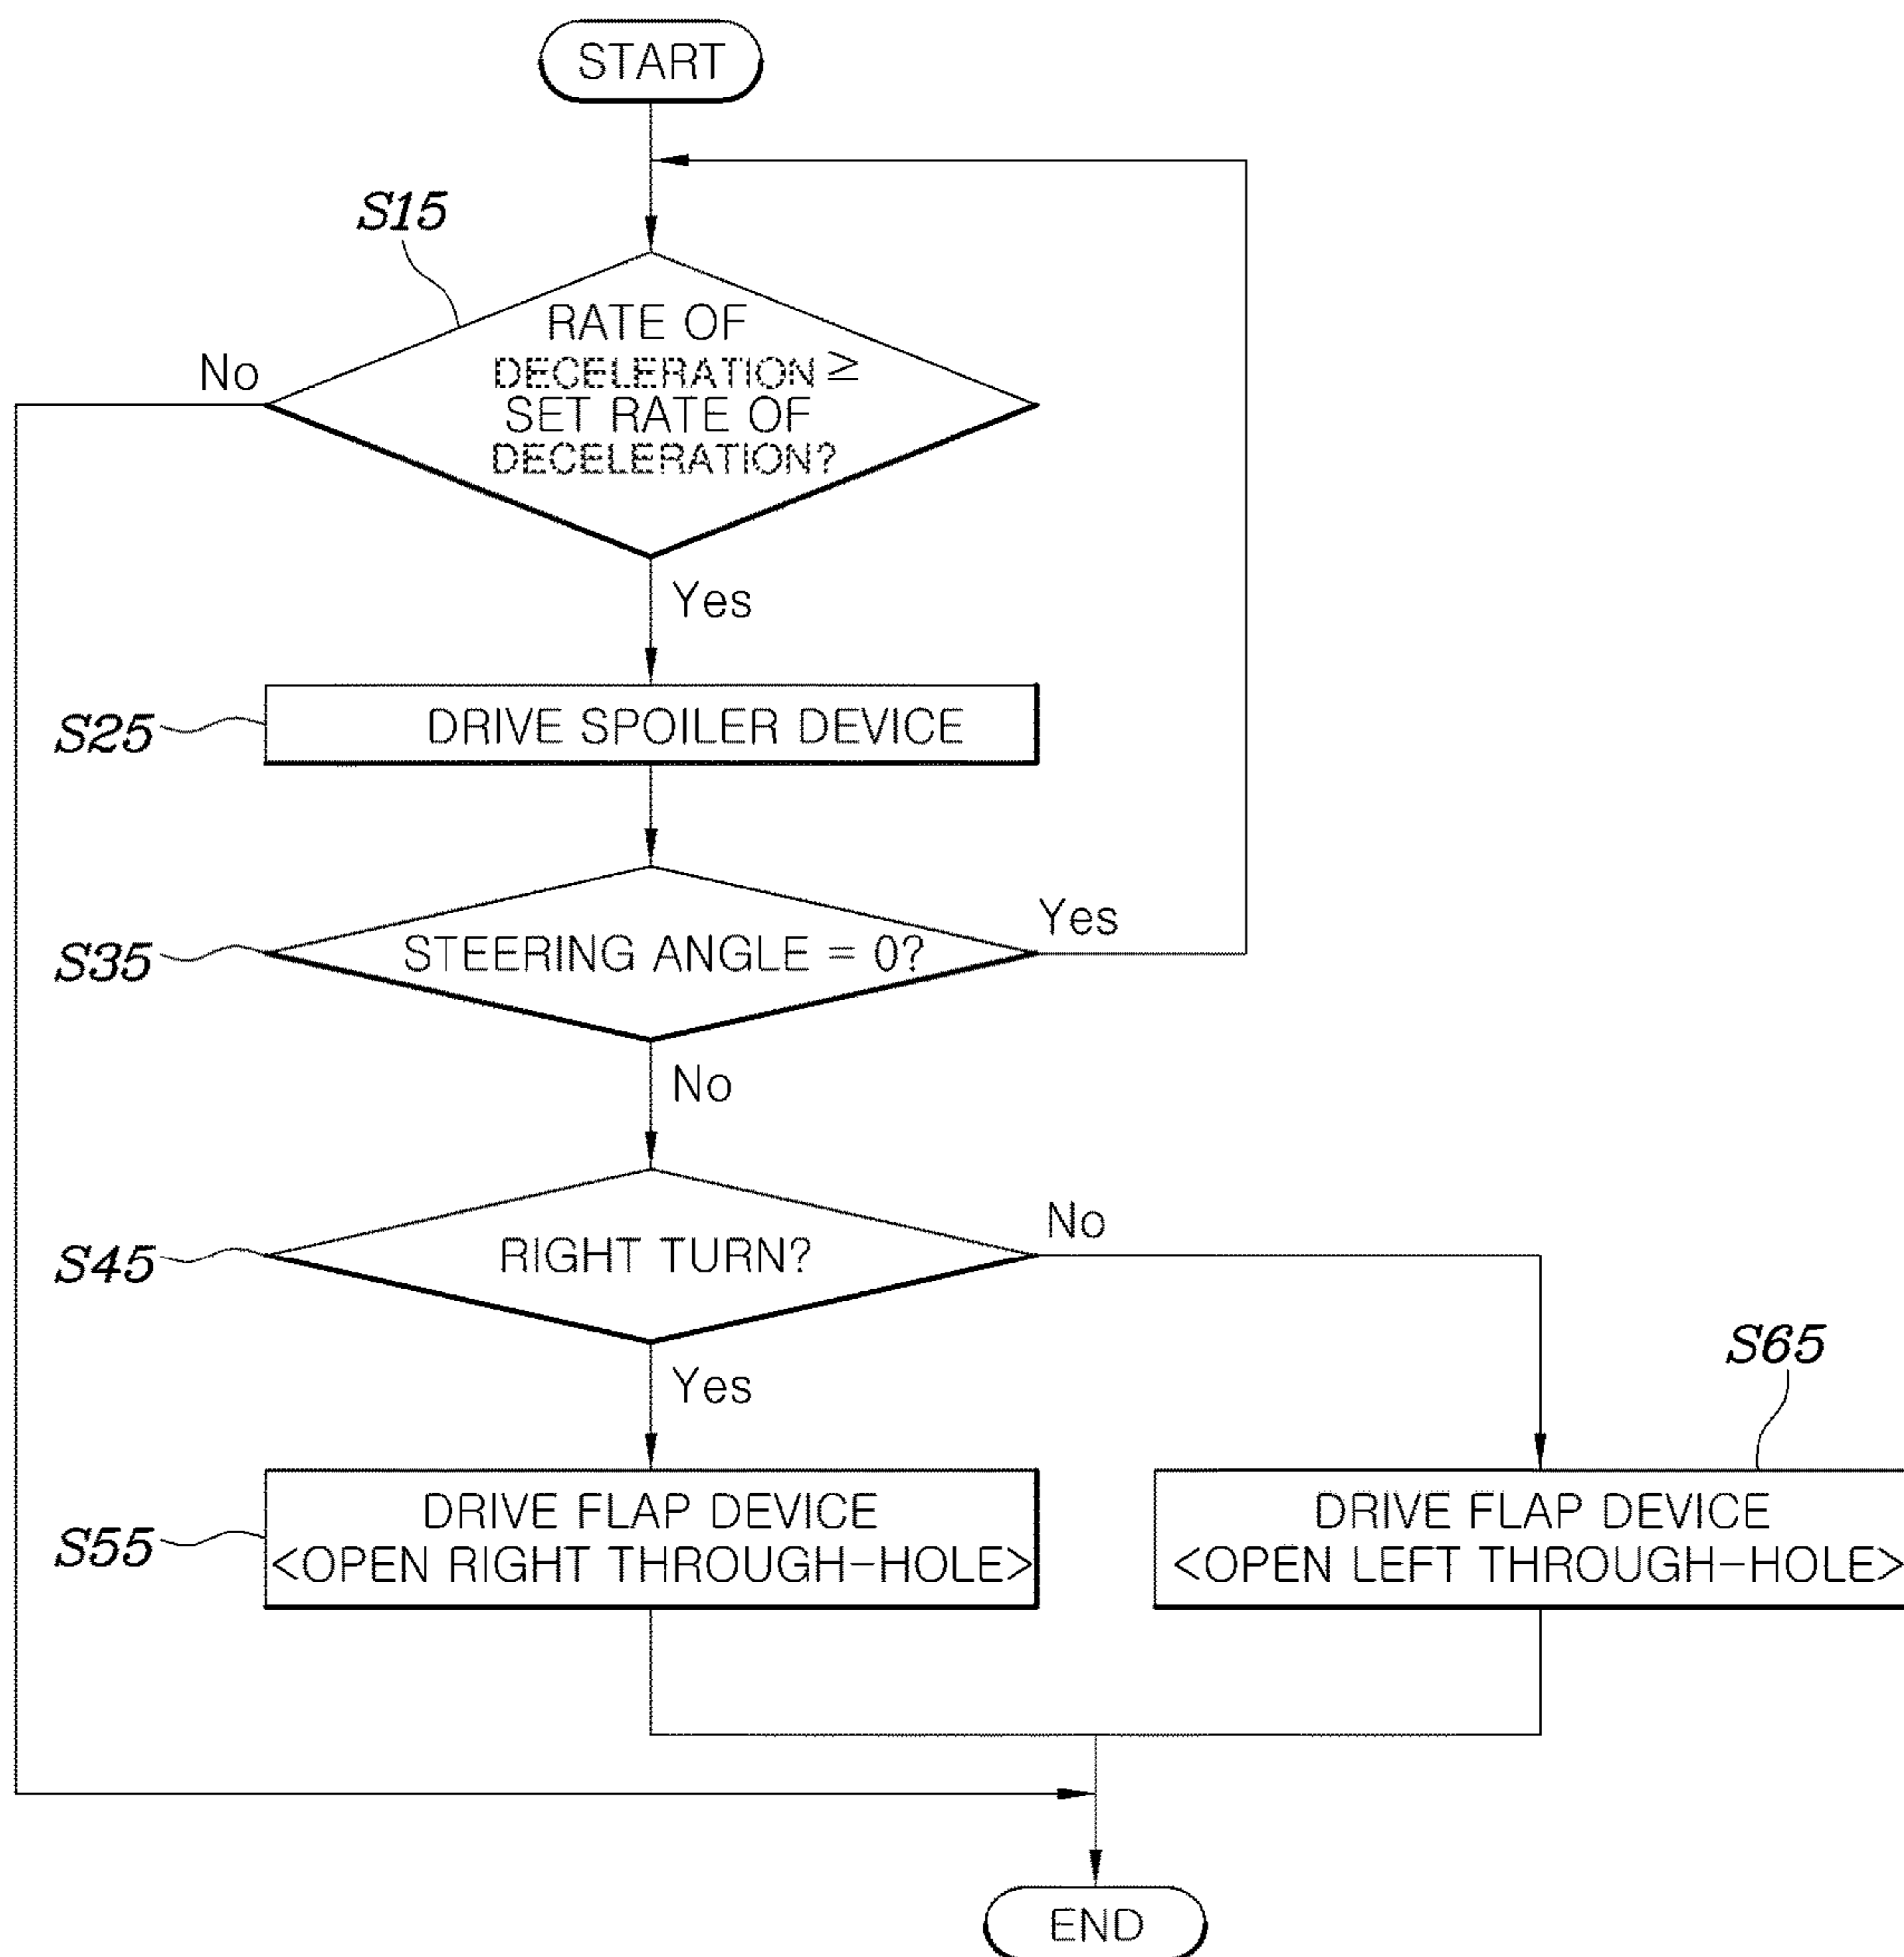 START
S15
RATE OF
DECELERATION ≥
SET RATE OF
DECELERATION?
No
Yes
S25
DRIVE SPOILER DEVICE
S35
STEERING ANGLE = 0?
Yes
No
S45
RIGHT TURN?
No
Yes
S65
S55
DRIVE FLAP DEVICE
<OPEN RIGHT THROUGH-HOLE>
DRIVE FLAP DEVICE
<OPEN LEFT THROUGH-HOLE>
END